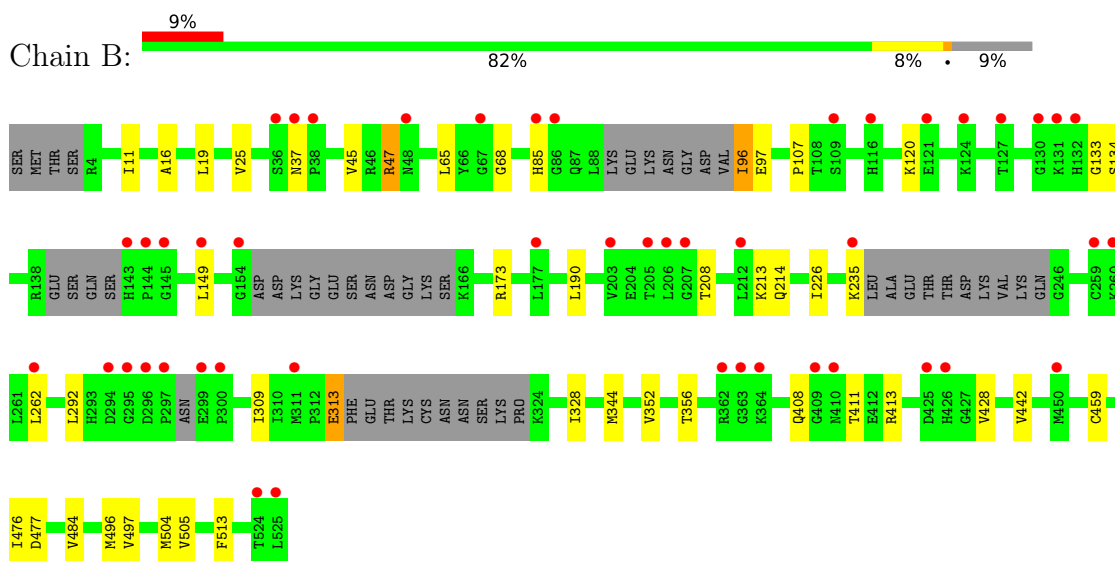 9%
Chain B:
82% 8% • 9%
SER MET THR SER R4 I11 A16 L19 V25 S36 N37 P38 V45 R46 R47 N48 L65 Y66 G67 G68 H85 G86 Q87 L88 LYS GLU LYS ASN GLY ASP VAL I96 E97 P107 T108 S109 H116 K120 E121 K124 T127 G130 K131 H132 G133 S134
R138 GLU SER GLN SER H143 P144 G145 L149 G154 ASP ASP LYS GLY GLU SER ASN ASP GLY LYS SER K166 R173 L177 L190 V203 E204 T205 L206 G207 T208 L212 K213 Q214 I226 K235 LEU ALA GLU THR THR ASP LYS VAL LYS GLN G246 C259 K260
L261 L262 L292 H293 D294 G295 D296 P297 ASN E299 P300 I309 I310 M311 P312 E313 PHE GLU THR LYS CYS ASN ASN SER LYS PRO K324 I328 M344 V352 T356 R362 G363 K364 Q408 G409 N410 T411 E412 R413 D425 H426 G427 V428 V442 M450 C459
I476 D477 V484 M496 V497 M504 V505 F513 T524 L525